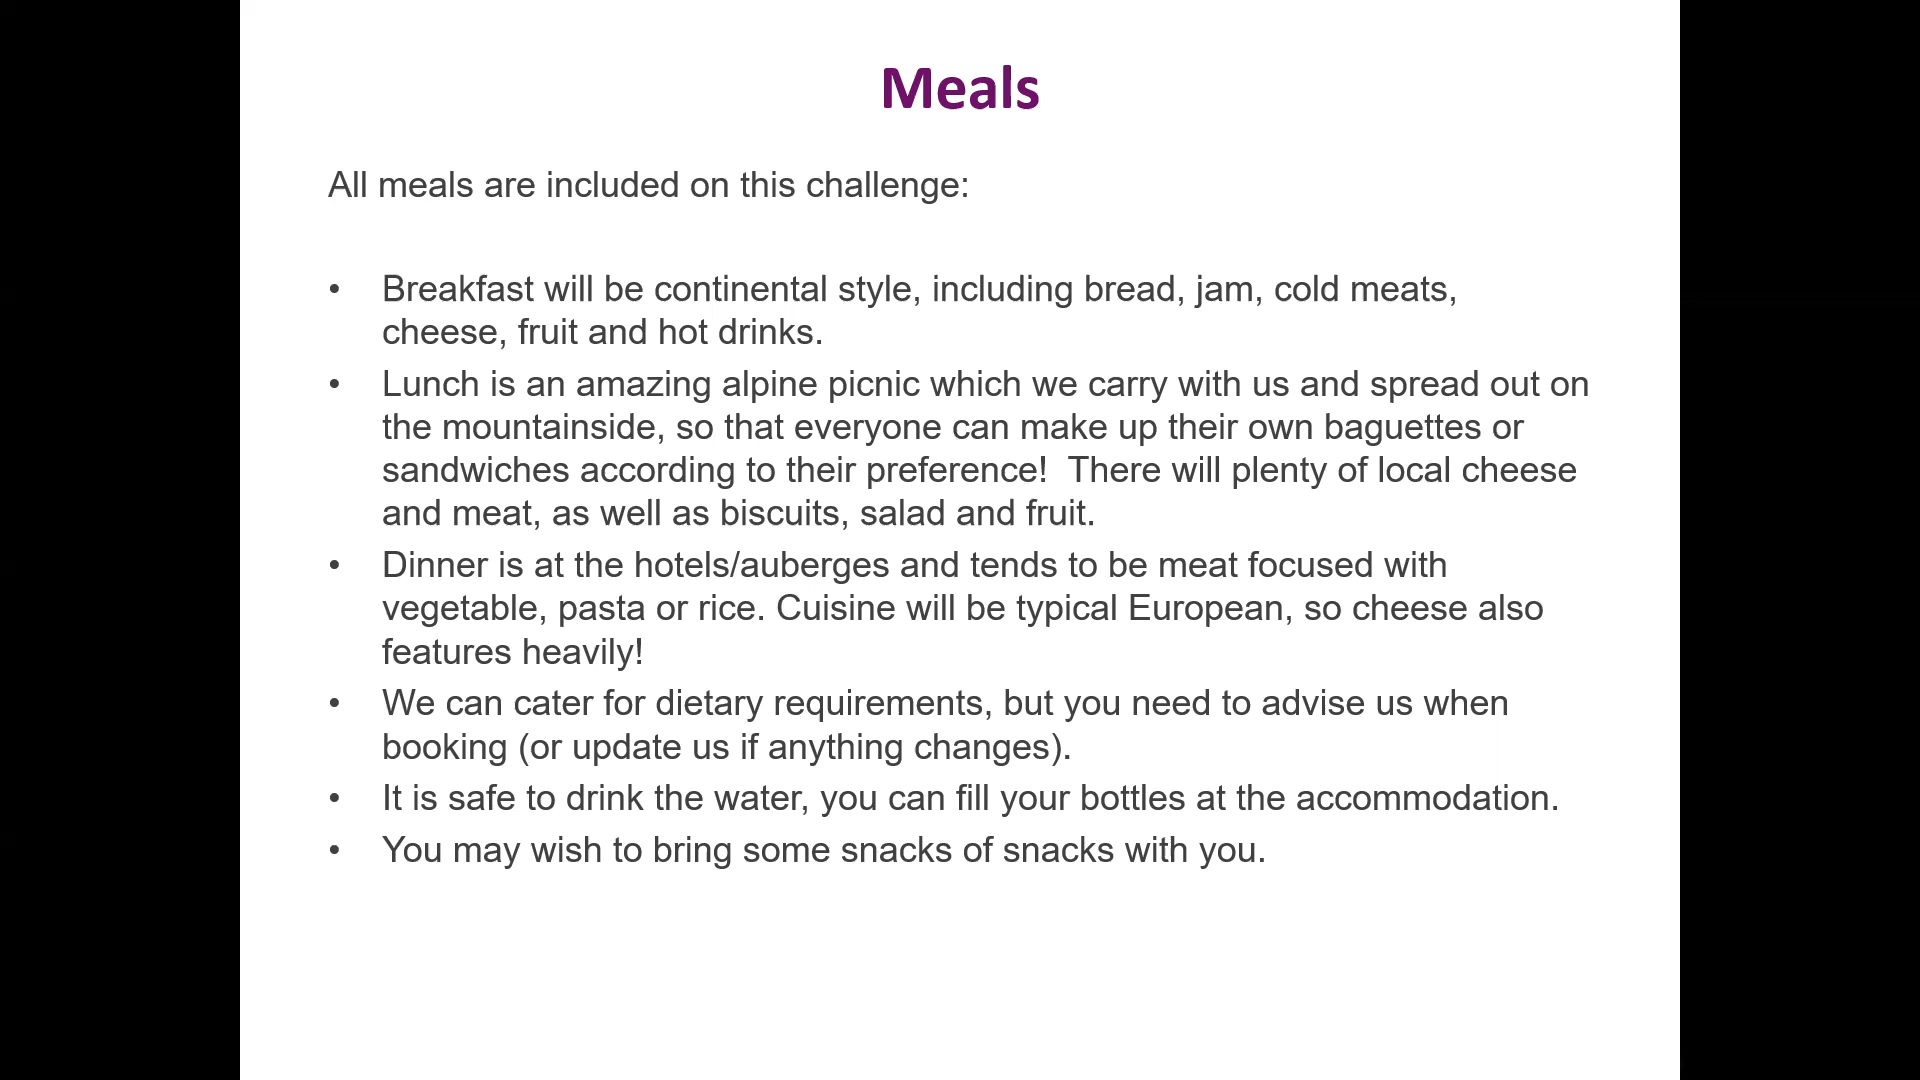 Meals
All meals are included on this challenge:
• Breakfast will be continental style, including bread, jam, cold meats,
cheese, fruit and hot drinks.
• Lunch is an amazing alpine picnic which we carry with us and spread out on
the mountainside, so that everyone can make up their own baguettes or
sandwiches according to their preference!  There will plenty of local cheese
and meat, as well as biscuits, salad and fruit.
• Dinner is at the hotels/auberges and tends to be meat focused with
vegetable, pasta or rice. Cuisine will be typical European, so cheese also
features heavily!
• We can cater for dietary requirements, but you need to advise us when
booking (or update us if anything changes).
• It is safe to drink the water, you can fill your bottles at the accommodation.
• You may wish to bring some snacks of snacks with you.